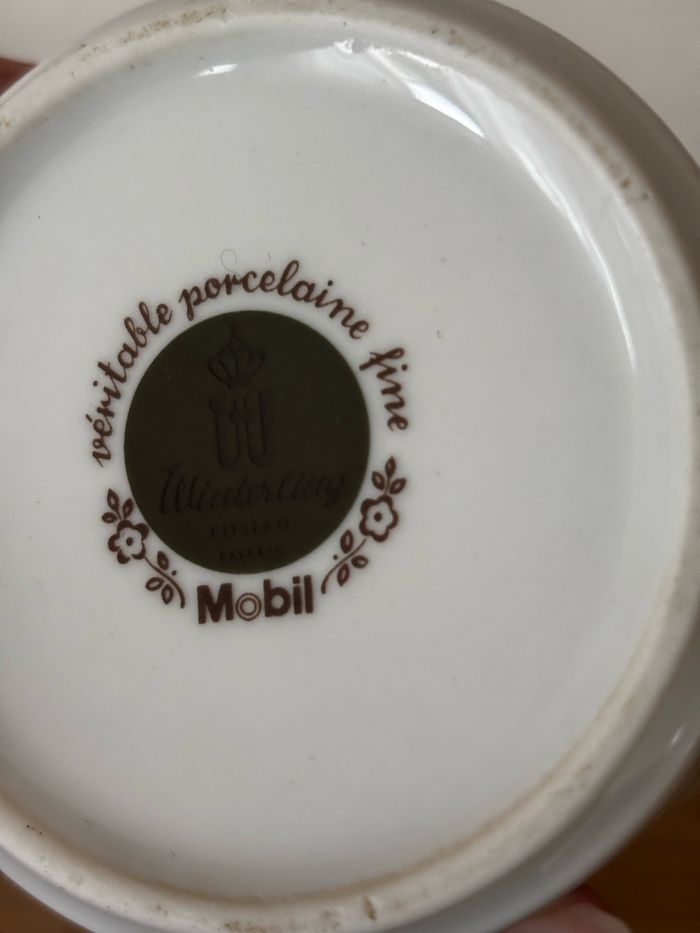 véritable porcelaine fine
W
Winterling
Mobil